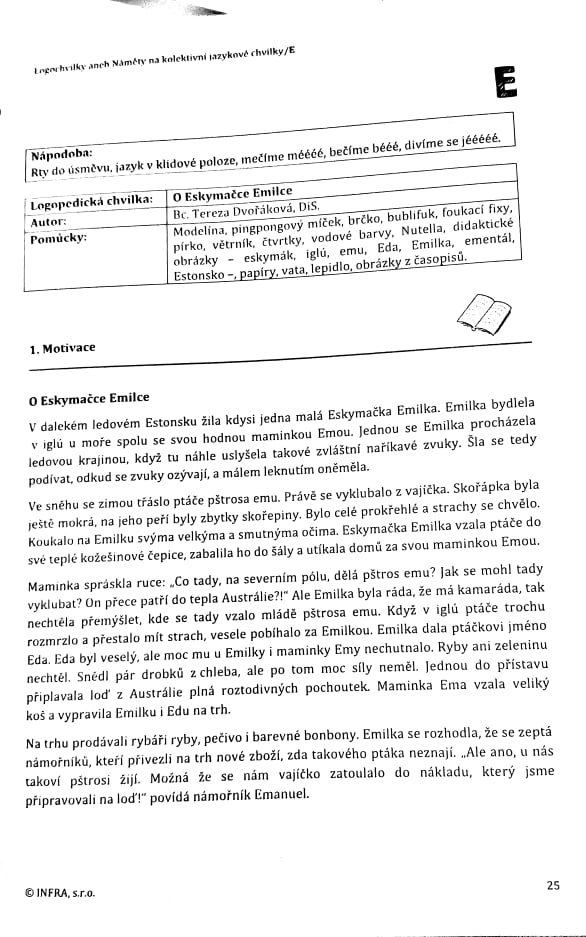 Logochvilky aneb Náměty na kolektivní jazykové chvilky/E
E
Nápodoba:
Rty do úsměvu, jazyk v klidové poloze, mečíme méééé, bečíme bééé, divíme se jééééé.
Logopedická chvilka: O Eskymačce Emilce
Autor: Bc. Tereza Dvořáková, DiS.
Pomůcky: Modelína, pingpongový míček, brčko, bublifuk, foukací fixy,
pírko, větrník, čtvrtky, vodové barvy, Nutella, didaktické
obrázky – eskymák, iglú, emu, Eda, Emilka, ementál,
Estonsko –, papíry, vata, lepidlo, obrázky z časopisů.
1. Motivace
O Eskymačce Emilce
V dalekém ledovém Estonsku žila kdysi jedna malá Eskymačka Emilka. Emilka bydlela
v iglú u moře spolu se svou hodnou maminkou Emou. Jednou se Emilka procházela
ledovou krajinou, když tu náhle uslyšela takové zvláštní naříkavé zvuky. Šla se tedy
podívat, odkud se zvuky ozývají, a málem leknutím oněměla.
Ve sněhu se zimou třáslo ptáče pštrosa emu. Právě se vyklubalo z vajíčka. Skořápka byla
ještě mokrá, na jeho peří byly zbytky skořepiny. Bylo celé prokřehlé a strachy se chvělo.
Koukalo na Emilku svýma velkýma a smutnýma očima. Eskymačka Emilka vzala ptáče do
své teplé kožešinové čepice, zabalila ho do šály a utíkala domů za svou maminkou Emou.
Maminka spráskla ruce: „Co tady, na severním pólu, dělá pštros emu? Jak se mohl tady
vyklubat? On přece patří do tepla Austrálie?!“ Ale Emilka byla ráda, že má kamaráda, tak
nechtěla přemýšlet, kde se tady vzalo mládě pštrosa emu. Když v iglú ptáče trochu
rozmrzlo a přestalo mít strach, vesele pobíhalo za Emilkou. Emilka dala ptáčkovi jméno
Eda. Eda byl veselý, ale moc mu u Emilky i maminky Emy nechutnalo. Ryby ani zeleninu
nechtěl. Snědl pár drobků z chleba, ale po tom moc síly neměl. Jednou do přístavu
připlavala loď z Austrálie plná roztodivných pochoutek. Maminka Ema vzala veliký
koš a vypravila Emilku i Edu na trh.
Na trhu prodávali rybáři ryby, pečivo i barevné bonbony. Emilka se rozhodla, že se zeptá
námořníků, kteří přivezli na trh nové zboží, zda takového ptáka neznají. „Ale ano, u nás
takoví pštrosi žijí. Možná že se nám vajíčko zatoulalo do nákladu, který jsme
připravovali na loď!“ povídá námořník Emanuel.
25
© INFRA, s.r.o.